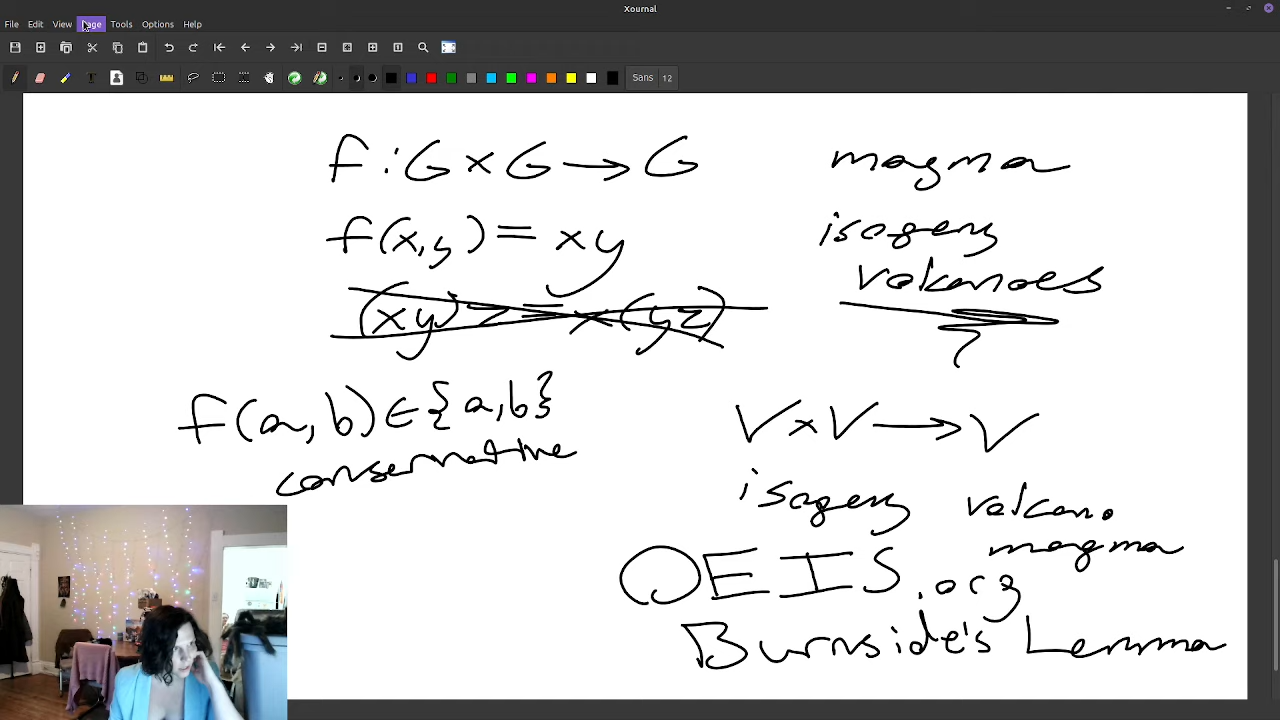 Xournal
File Edit View Page Tools Options Help
Sans 12
f : G × G → G
magma
f(x,y) = xy
isogeny
volcanoes
(xy)z = x(yz)
?
f(a,b) ∈ {a,b}
conservative
V × V → V
isogeny volcano
magma
OEIS.org
Burnside's Lemma